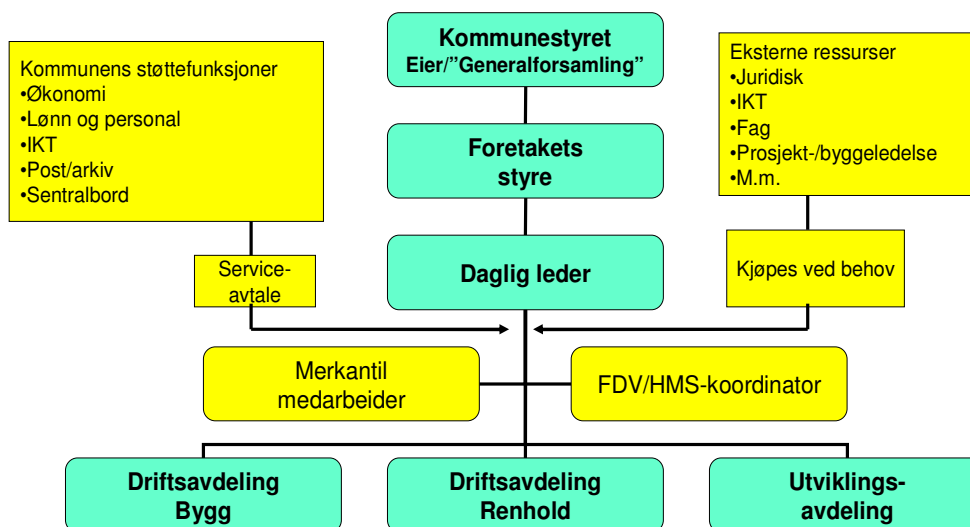 Kommunestyret
Eier/”Generalforsamling”
Kommunens støttefunksjoner
•Økonomi
•Lønn og personal
•IKT
•Post/arkiv
•Sentralbord
Eksterne ressurser
•Juridisk
•IKT
•Fag
•Prosjekt-/byggeledelse
•M.m.
Foretakets
styre
Service-
avtale
Daglig leder
Kjøpes ved behov
Merkantil
medarbeider
FDV/HMS-koordinator
Driftsavdeling
Bygg
Driftsavdeling
Renhold
Utviklings-
avdeling